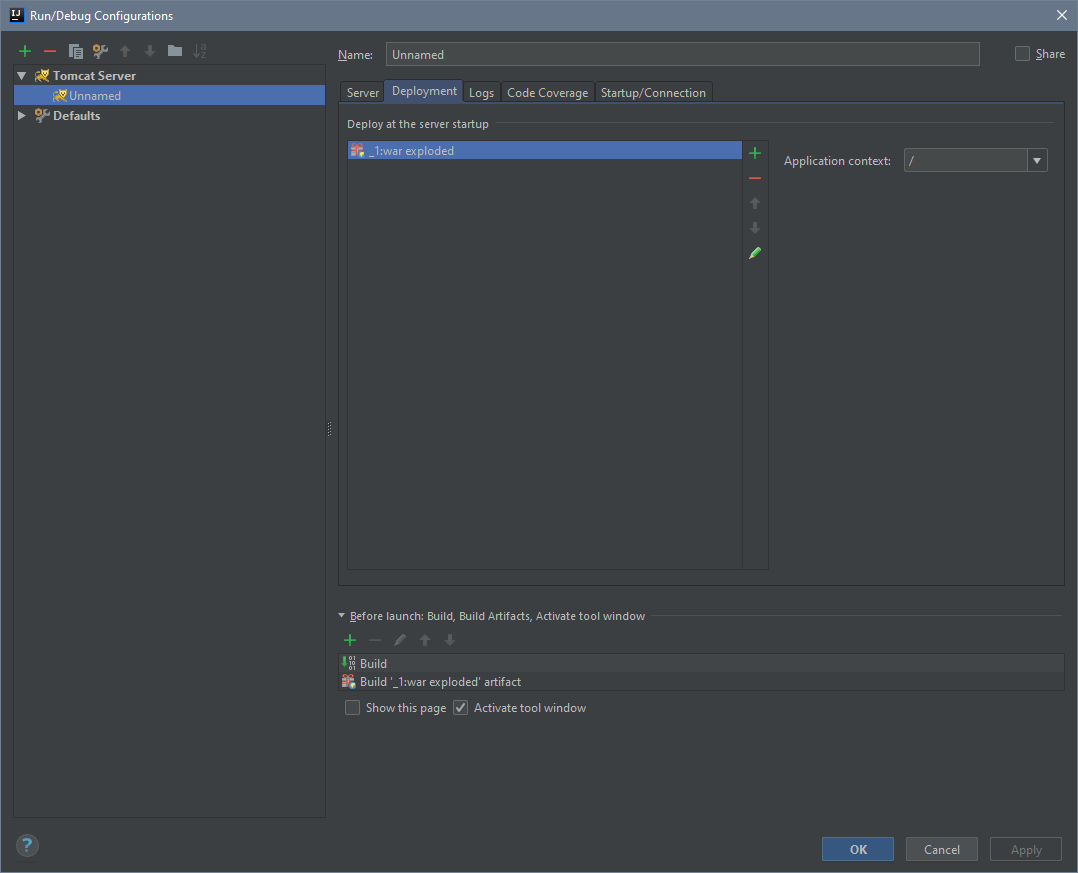 Run/Debug Configurations
Tomcat Server
Unnamed
Defaults
Name: Unnamed Share
Server Deployment Logs Code Coverage Startup/Connection
Deploy at the server startup
_1:war exploded
Application context: /
Before launch: Build, Build Artifacts, Activate tool window
Build
Build '_1:war exploded' artifact
Show this page Activate tool window
? OK Cancel Apply